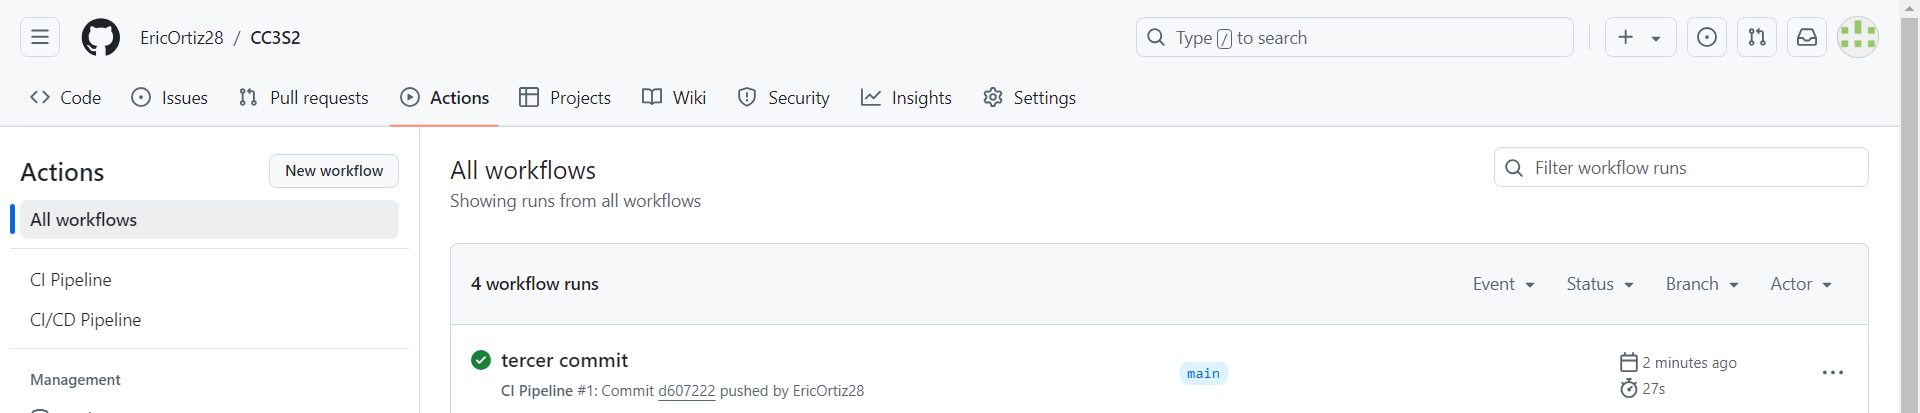 EricOrtiz28 / CC3S2
Type / to search
Code Issues Pull requests Actions Projects Wiki Security Insights Settings
Actions
New workflow
All workflows
CI Pipeline
CI/CD Pipeline
Management
All workflows
Showing runs from all workflows
Filter workflow runs
4 workflow runs
Event Status Branch Actor
tercer commit
CI Pipeline #1: Commit d607222 pushed by EricOrtiz28
main
2 minutes ago
27s